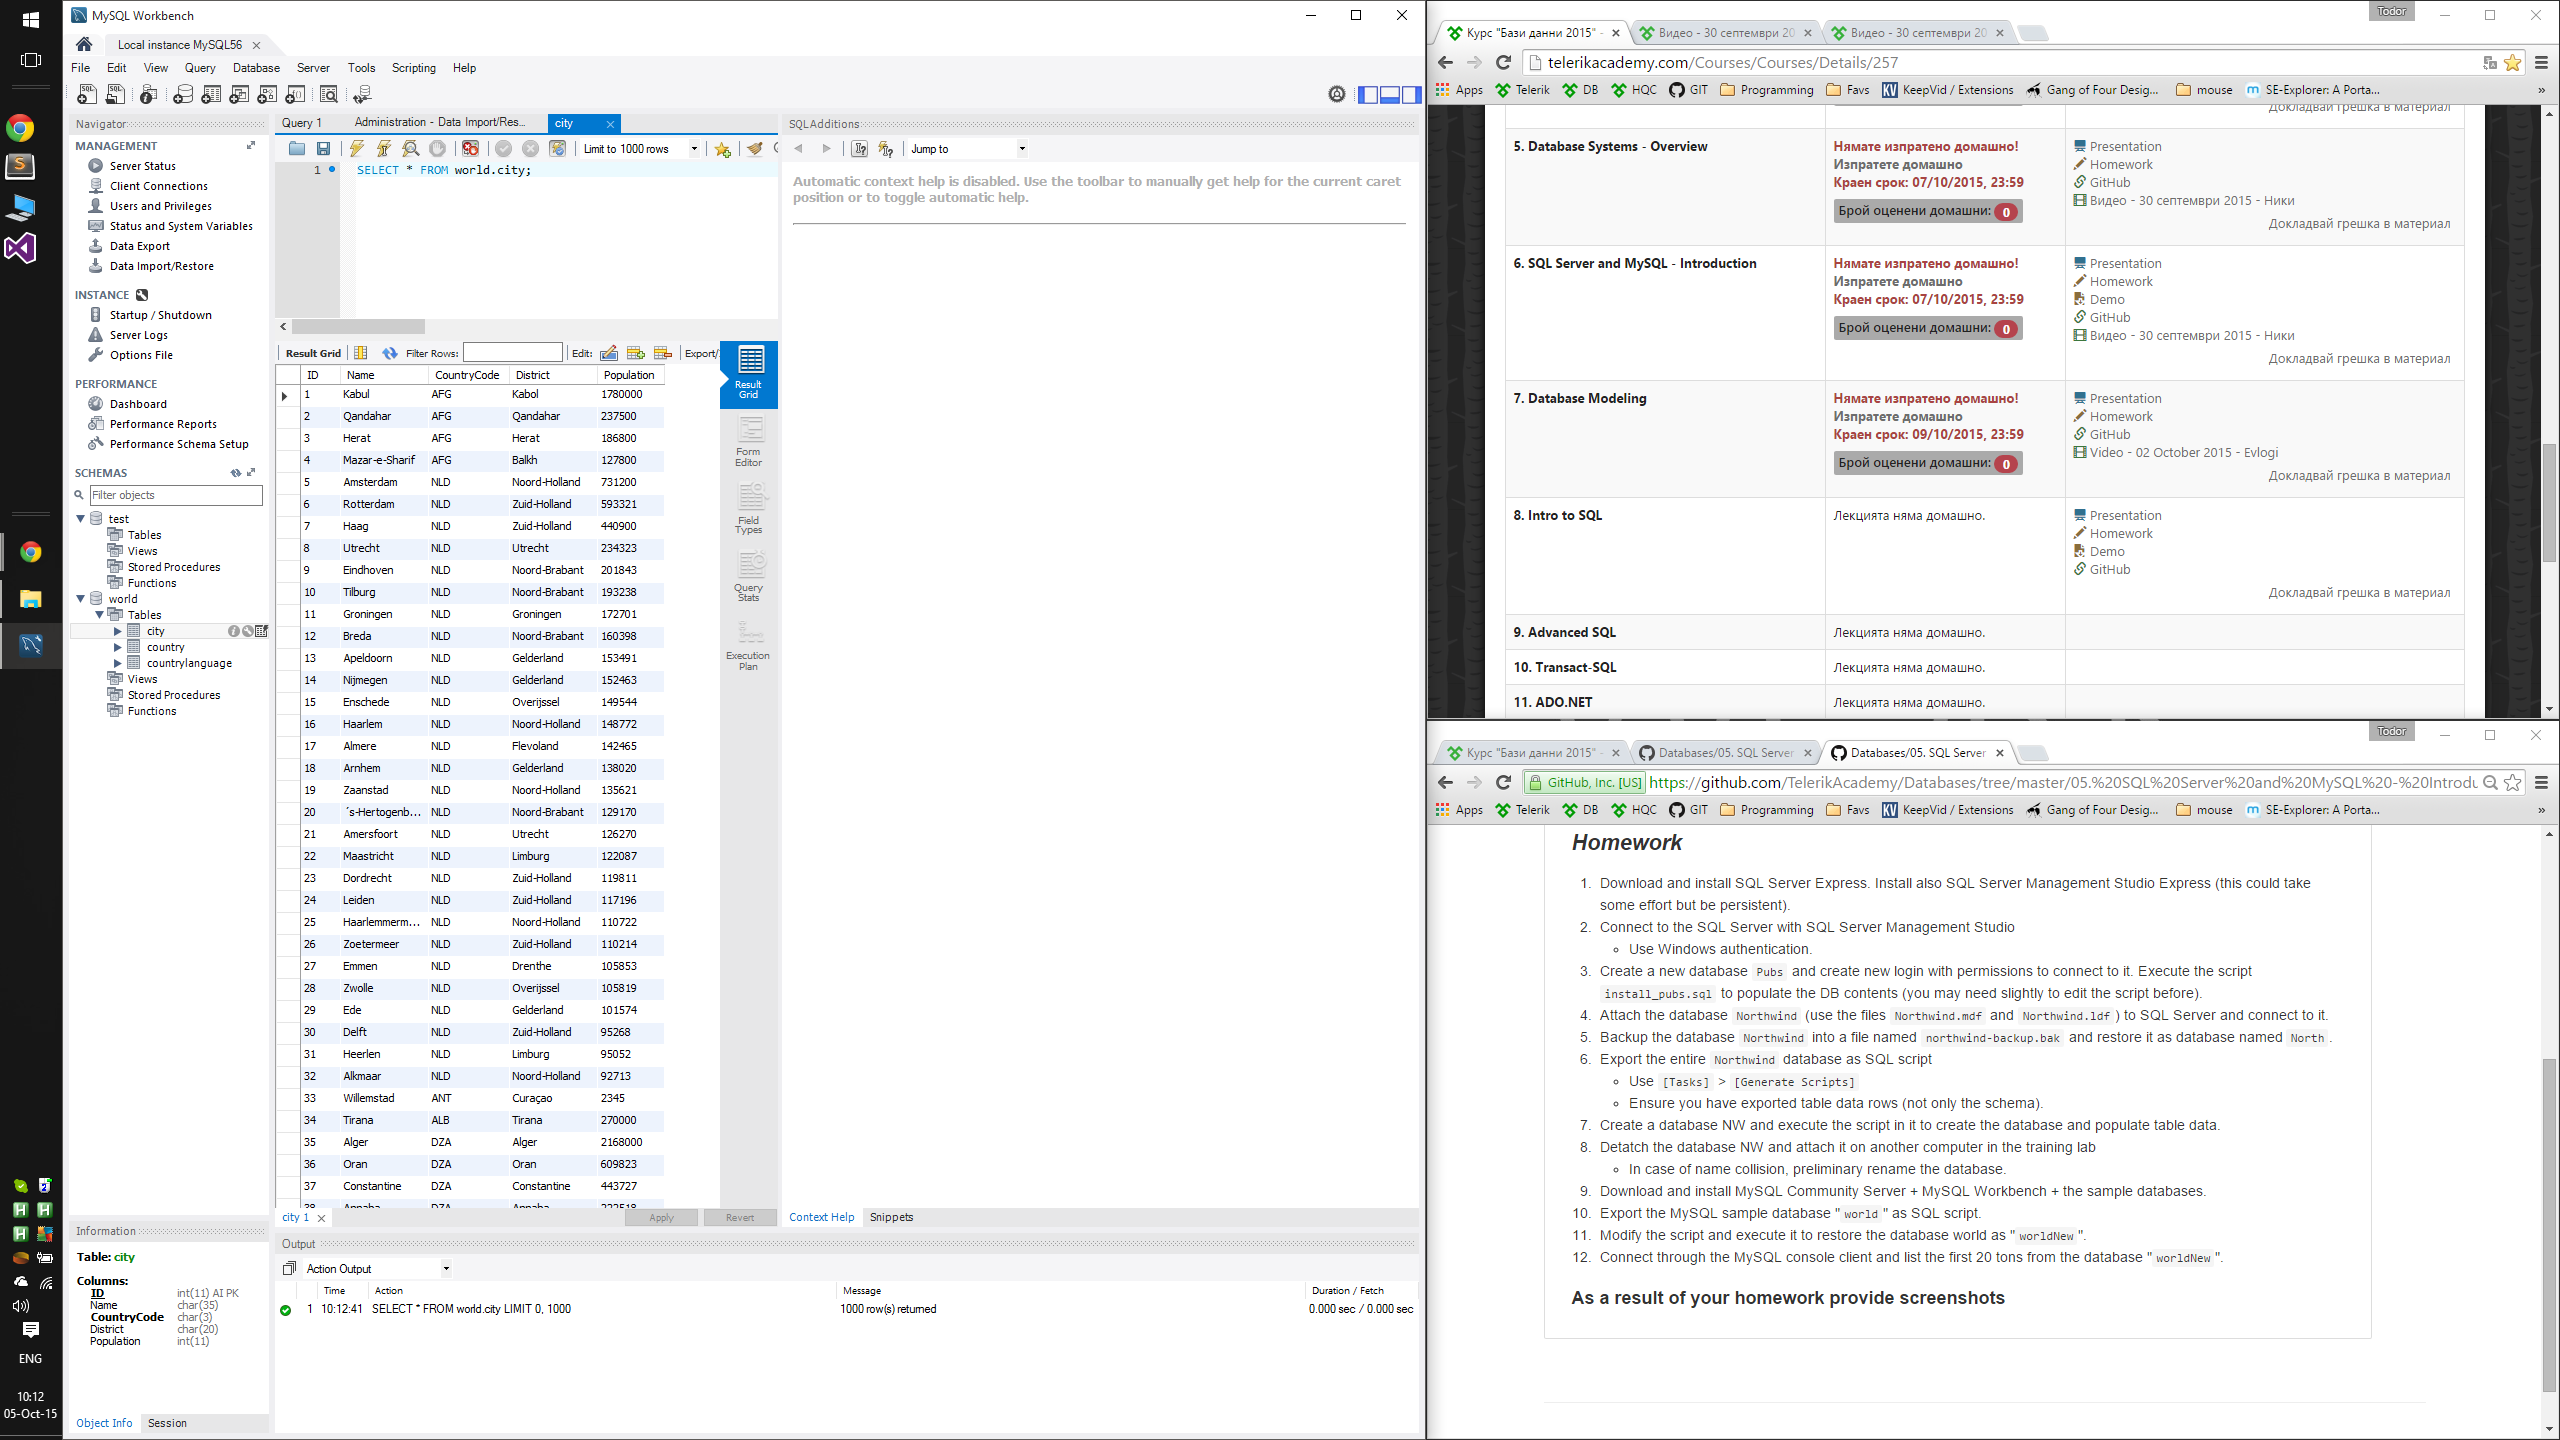 MySQL Workbench
Local instance MySQL56
File Edit View Query Database Server Tools Scripting Help
Navigator
MANAGEMENT
Server Status
Client Connections
Users and Privileges
Status and System Variables
Data Export
Data Import/Restore
INSTANCE
Startup / Shutdown
Server Logs
Options File
PERFORMANCE
Dashboard
Performance Reports
Performance Schema Setup
SCHEMAS
Filter objects
test
Tables
Views
Stored Procedures
Functions
world
Tables
city
country
countrylanguage
Views
Stored Procedures
Functions
Information
Table: city
Columns:
ID int(11) AI PK
Name char(35)
CountryCode char(3)
District char(20)
Population int(11)
Object Info Session
ENG
10:12
05-Oct-15
Query 1 Administration - Data Import/Res... city
Limit to 1000 rows
1 SELECT * FROM world.city;
Result Grid Filter Rows: Edit: Export/
ID Name CountryCode District Population
1 Kabul AFG Kabol 1780000
2 Qandahar AFG Qandahar 237500
3 Herat AFG Herat 186800
4 Mazar-e-Sharif AFG Balkh 127800
5 Amsterdam NLD Noord-Holland 731200
6 Rotterdam NLD Zuid-Holland 593321
7 Haag NLD Zuid-Holland 440900
8 Utrecht NLD Utrecht 234323
9 Eindhoven NLD Noord-Brabant 201843
10 Tilburg NLD Noord-Brabant 193238
11 Groningen NLD Groningen 172701
12 Breda NLD Noord-Brabant 160398
13 Apeldoorn NLD Gelderland 153491
14 Nijmegen NLD Gelderland 152463
15 Enschede NLD Overijssel 149544
16 Haarlem NLD Noord-Holland 148772
17 Almere NLD Flevoland 142465
18 Arnhem NLD Gelderland 138020
19 Zaanstad NLD Noord-Holland 135621
20 ´s-Hertogenb... NLD Noord-Brabant 129170
21 Amersfoort NLD Utrecht 126270
22 Maastricht NLD Limburg 122087
23 Dordrecht NLD Zuid-Holland 119811
24 Leiden NLD Zuid-Holland 117196
25 Haarlemmerm... NLD Noord-Holland 110722
26 Zoetermeer NLD Zuid-Holland 110214
27 Emmen NLD Drenthe 105853
28 Zwolle NLD Overijssel 105819
29 Ede NLD Gelderland 101574
30 Delft NLD Zuid-Holland 95268
31 Heerlen NLD Limburg 95052
32 Alkmaar NLD Noord-Holland 92713
33 Willemstad ANT Curaçao 2345
34 Tirana ALB Tirana 270000
35 Alger DZA Alger 2168000
36 Oran DZA Oran 609823
37 Constantine DZA Constantine 443727
38 Annaba DZA Annaba 222518
Result
Grid
Form
Editor
Field
Types
Query
Stats
Execution
Plan
city 1 Apply Revert
SQLAdditions
Jump to
Automatic context help is disabled. Use the toolbar to manually get help for the current caret
position or to toggle automatic help.
Context Help Snippets
Output
Action Output
Time Action Message Duration / Fetch
1 10:12:41 SELECT * FROM world.city LIMIT 0, 1000 1000 row(s) returned 0.000 sec / 0.000 sec
Todor
Курс "Бази данни 2015" - Видео - 30 септември 20 Видео - 30 септември 20
telerikacademy.com/Courses/Courses/Details/257
Apps Telerik DB HQC GIT Programming Favs KeepVid / Extensions Gang of Four Desig... mouse SE-Explorer: A Porta... »
Докладвай грешка в материал
5. Database Systems - Overview
Нямате изпратено домашно!
Изпратете домашно
Краен срок: 07/10/2015, 23:59
Брой оценени домашни: 0
Presentation
Homework
GitHub
Видео - 30 септември 2015 - Ники
Докладвай грешка в материал
6. SQL Server and MySQL - Introduction
Нямате изпратено домашно!
Изпратете домашно
Краен срок: 07/10/2015, 23:59
Брой оценени домашни: 0
Presentation
Homework
Demo
GitHub
Видео - 30 септември 2015 - Ники
Докладвай грешка в материал
7. Database Modeling
Нямате изпратено домашно!
Изпратете домашно
Краен срок: 09/10/2015, 23:59
Брой оценени домашни: 0
Presentation
Homework
GitHub
Video - 02 October 2015 - Evlogi
Докладвай грешка в материал
8. Intro to SQL
Лекцията няма домашно.
Presentation
Homework
Demo
GitHub
Докладвай грешка в материал
9. Advanced SQL Лекцията няма домашно.
10. Transact-SQL Лекцията няма домашно.
11. ADO.NET Лекцията няма домашно.
Todor
Курс "Бази данни 2015" - Databases/05. SQL Server Databases/05. SQL Server
GitHub, Inc. [US] https://github.com/TelerikAcademy/Databases/tree/master/05.%20SQL%20Server%20and%20MySQL%20-%20Introdu
Apps Telerik DB HQC GIT Programming Favs KeepVid / Extensions Gang of Four Desig... mouse SE-Explorer: A Porta... »
Homework
1. Download and install SQL Server Express. Install also SQL Server Management Studio Express (this could take
some effort but be persistent).
2. Connect to the SQL Server with SQL Server Management Studio
Use Windows authentication.
3. Create a new database Pubs and create new login with permissions to connect to it. Execute the script
install_pubs.sql to populate the DB contents (you may need slightly to edit the script before).
4. Attach the database Northwind (use the files Northwind.mdf and Northwind.ldf ) to SQL Server and connect to it.
5. Backup the database Northwind into a file named northwind-backup.bak and restore it as database named North .
6. Export the entire Northwind database as SQL script
Use [Tasks] > [Generate Scripts]
Ensure you have exported table data rows (not only the schema).
7. Create a database NW and execute the script in it to create the database and populate table data.
8. Detatch the database NW and attach it on another computer in the training lab
In case of name collision, preliminary rename the database.
9. Download and install MySQL Community Server + MySQL Workbench + the sample databases.
10. Export the MySQL sample database " world " as SQL script.
11. Modify the script and execute it to restore the database world as " worldNew ".
12. Connect through the MySQL console client and list the first 20 tons from the database " worldNew ".
As a result of your homework provide screenshots